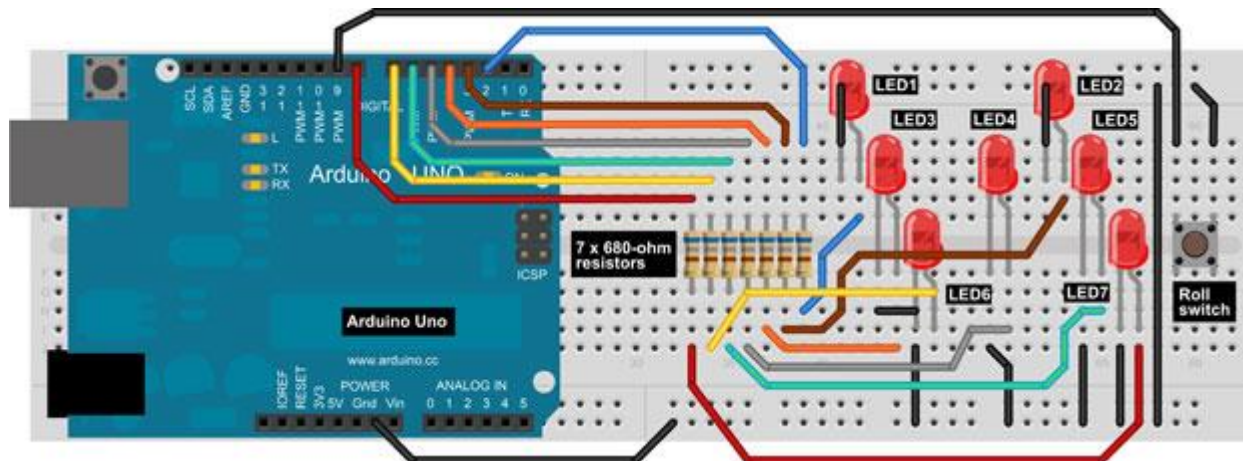 LED1
LED2
LED3
LED4
LED5
SCL
SDA
AREF
GND
DIGITAL
L
TX
RX
Arduino UNO
ON
ICSP
7 x 680-ohm
resistors
LED6
LED7
Roll
switch
Arduino Uno
www.arduino.cc
IOREF
RESET
3V3
5V
POWER
Gnd
Vin
ANALOG IN
0 1 2 3 4 5